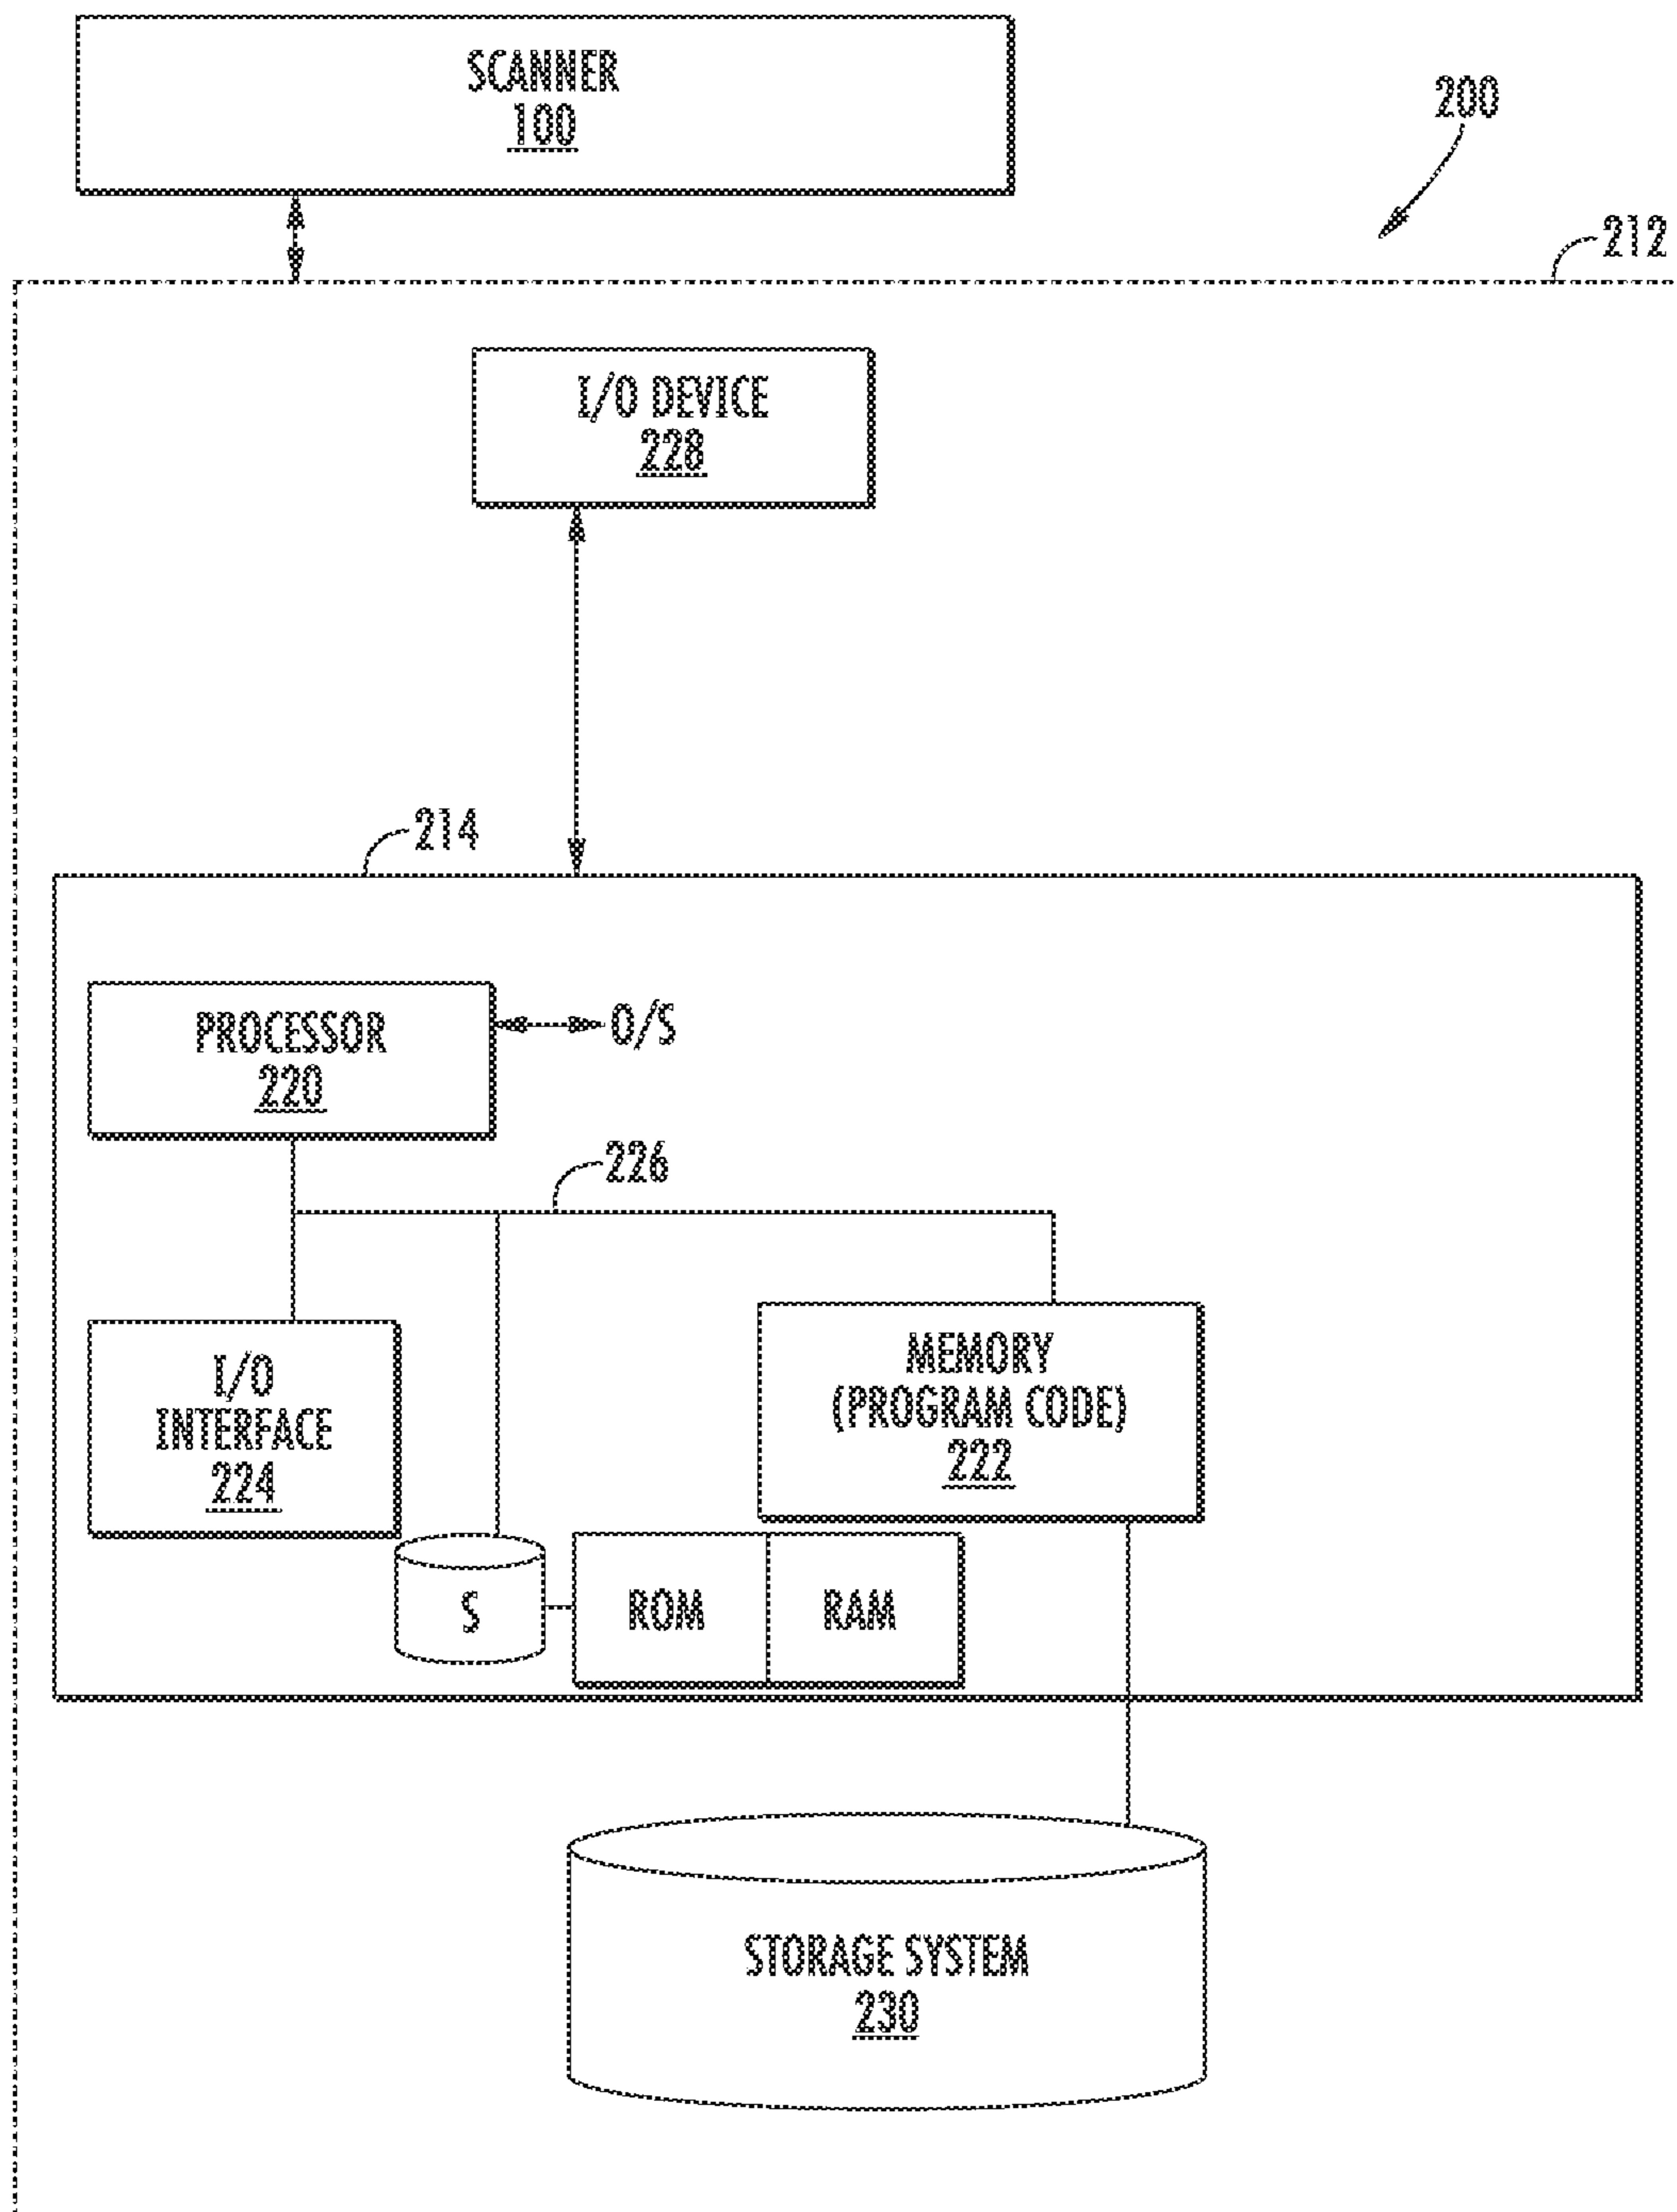 SCANNER
100
200
212
I/O DEVICE
228
214
PROCESSOR
220
O/S
226
I/O
INTERFACE
224
MEMORY
(PROGRAM CODE)
222
S
ROM
RAM
STORAGE SYSTEM
230